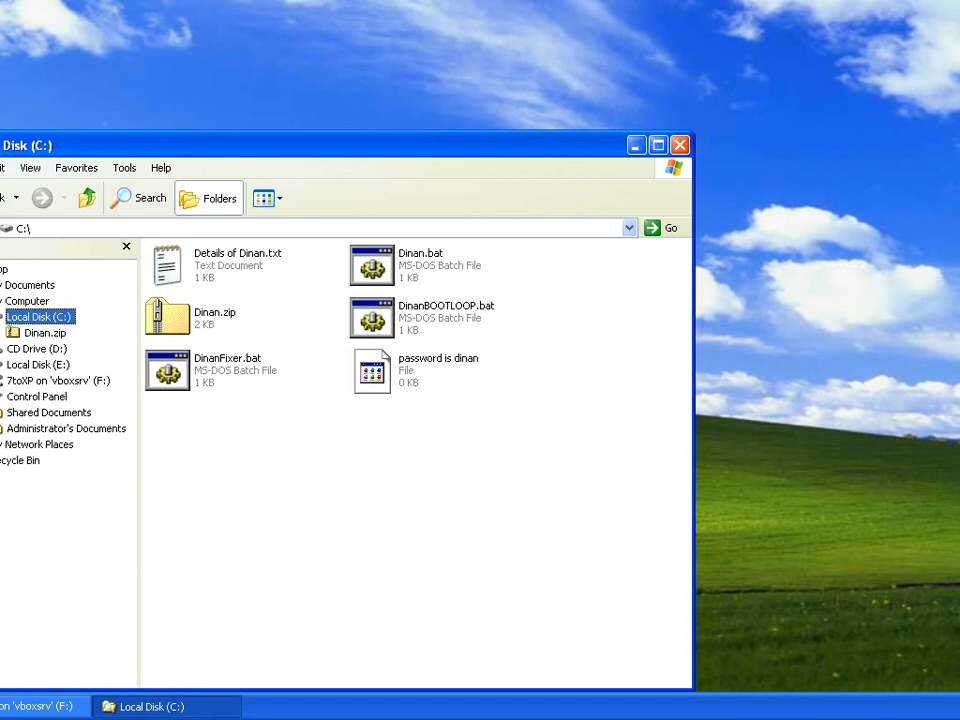 Disk (C:)
it View Favorites Tools Help
k Search Folders
C:\ Go
op
Documents
Computer
Local Disk (C:)
Dinan.zip
CD Drive (D:)
Local Disk (E:)
7toXP on 'vboxsrv' (F:)
Control Panel
Shared Documents
Administrator's Documents
Network Places
ecycle Bin
Details of Dinan.txt
Text Document
1 KB
Dinan.bat
MS-DOS Batch File
1 KB
Dinan.zip
2 KB
DinanBOOTLOOP.bat
MS-DOS Batch File
1 KB
DinanFixer.bat
MS-DOS Batch File
1 KB
password is dinan
File
0 KB
on 'vboxsrv' (F:) Local Disk (C:)